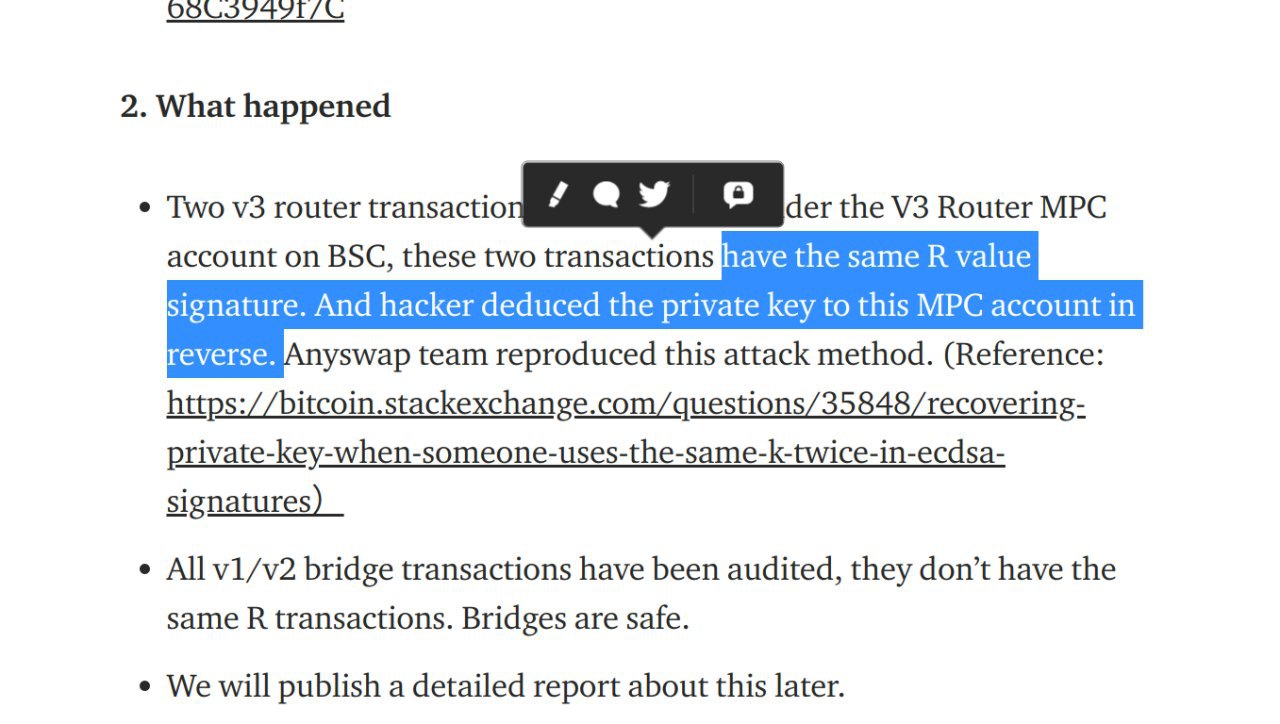 68C3949f7C
2. What happened
• Two v3 router transaction der the V3 Router MPC
account on BSC, these two transactions have the same R value
signature. And hacker deduced the private key to this MPC account in
reverse. Anyswap team reproduced this attack method. (Reference:
https://bitcoin.stackexchange.com/questions/35848/recovering-
private-key-when-someone-uses-the-same-k-twice-in-ecdsa-
signatures）
• All v1/v2 bridge transactions have been audited, they don’t have the
same R transactions. Bridges are safe.
• We will publish a detailed report about this later.